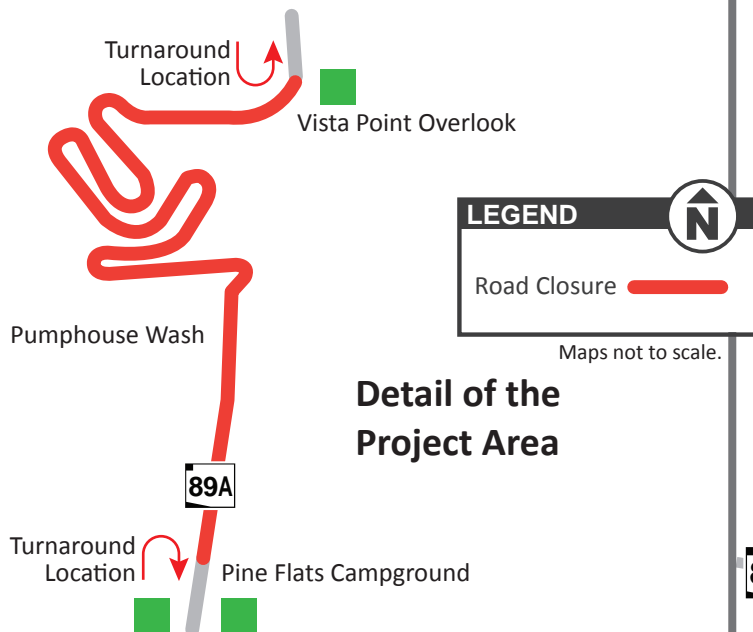 Turnaround
Location
Vista Point Overlook
LEGEND
N
Road Closure
Pumphouse Wash
Maps not to scale.
Detail of the
Project Area
89A
Turnaround
Location
Pine Flats Campground